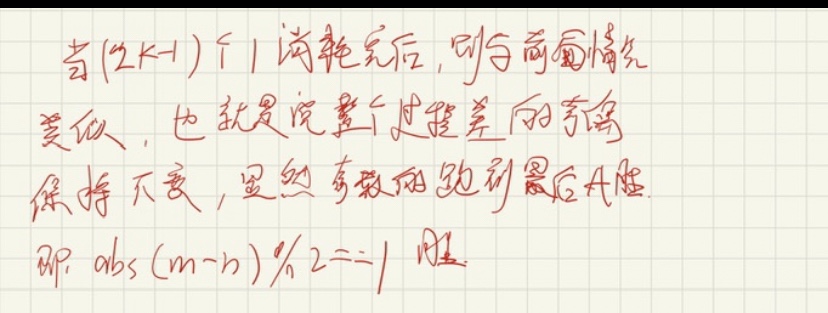 当(2K-1)个1消耗完后,则与前面情况
类似,也就是说整个过程差的奇偶
保持不变,显然奇数的跑到最后A胜.
即. abs(m-n)%2==1 胜.